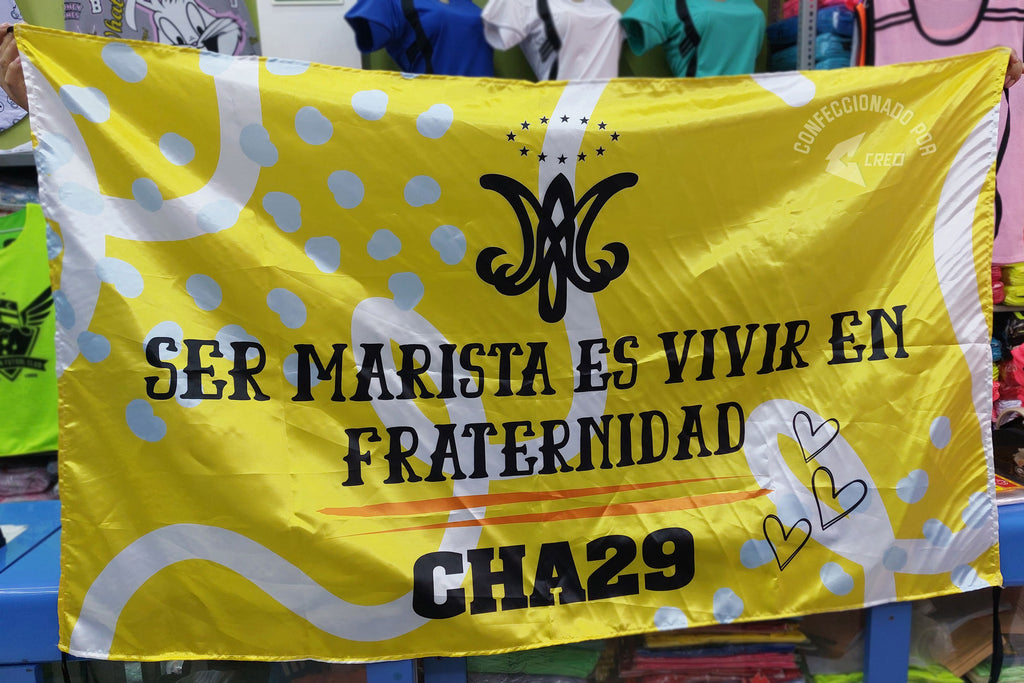 CONFECCIONADO POR
CREO
SER MARISTA ES VIVIR EN
FRATERNIDAD
CHA29